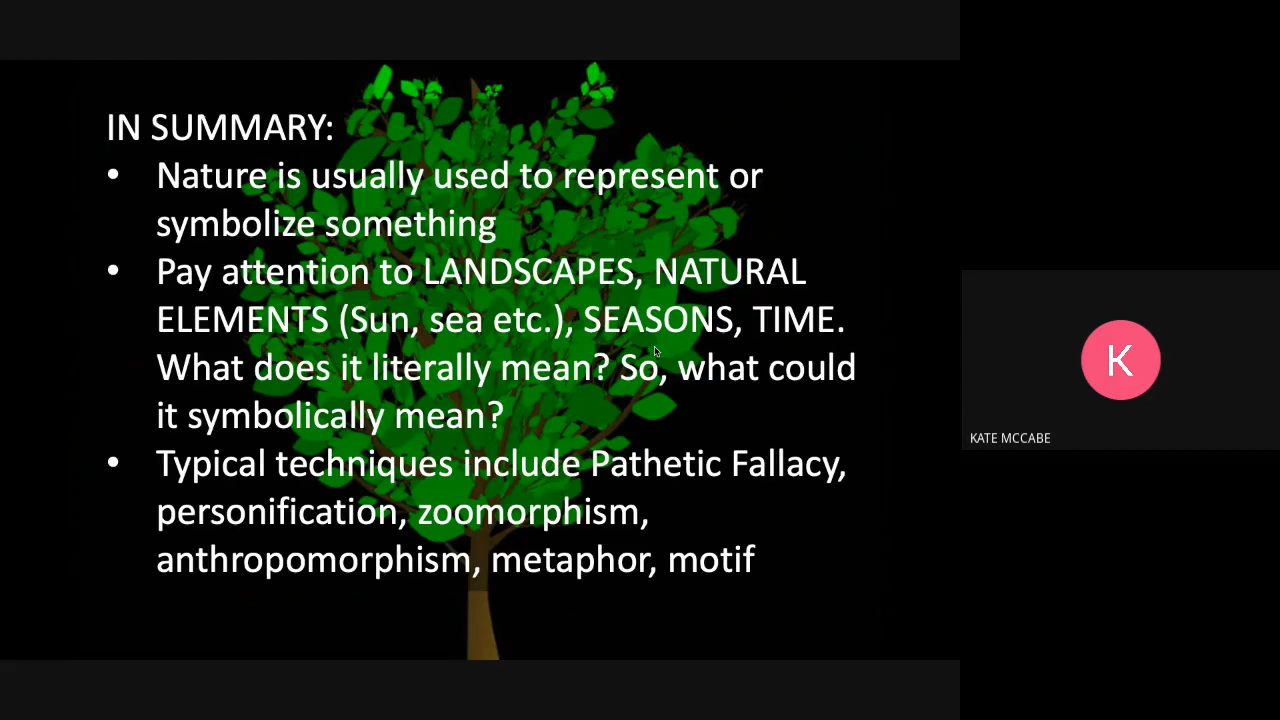 IN SUMMARY:
• Nature is usually used to represent or
symbolize something
• Pay attention to LANDSCAPES, NATURAL
ELEMENTS (Sun, sea etc.), SEASONS, TIME.
What does it literally mean? So, what could
it symbolically mean?
• Typical techniques include Pathetic Fallacy,
personification, zoomorphism,
anthropomorphism, metaphor, motif
K
KATE MCCABE